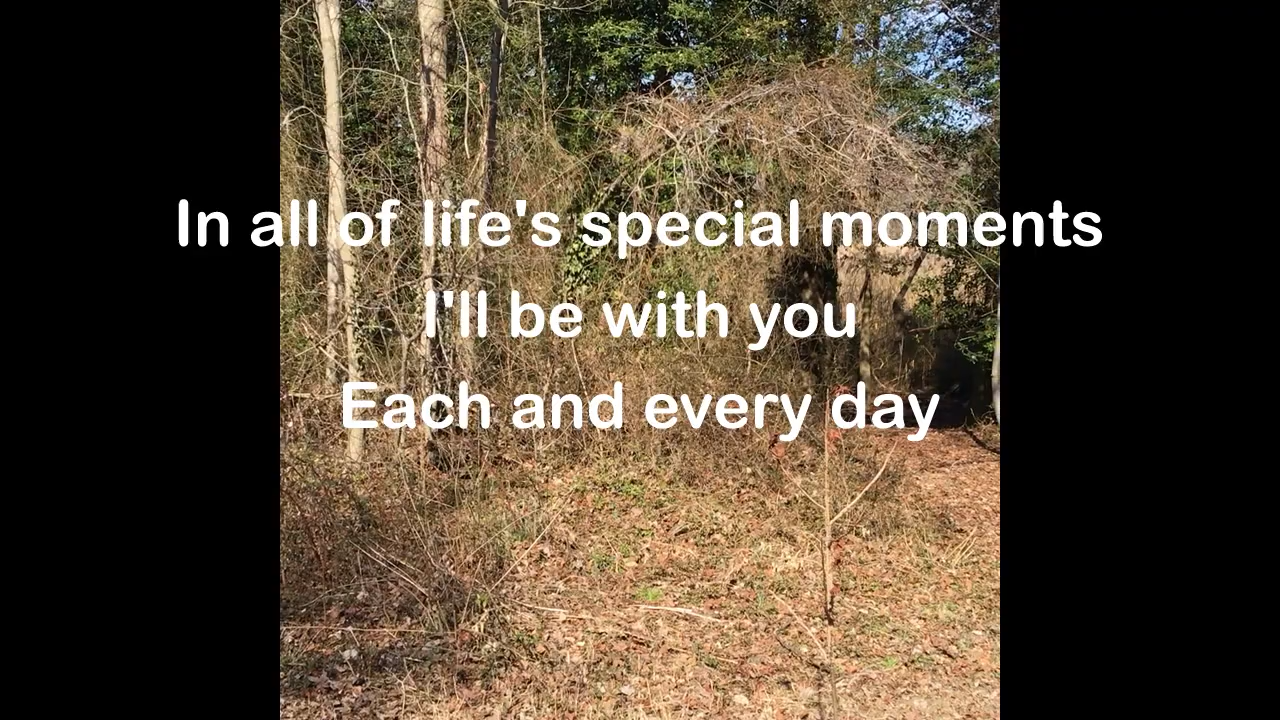 In all of life's special moments
I'll be with you
Each and every day